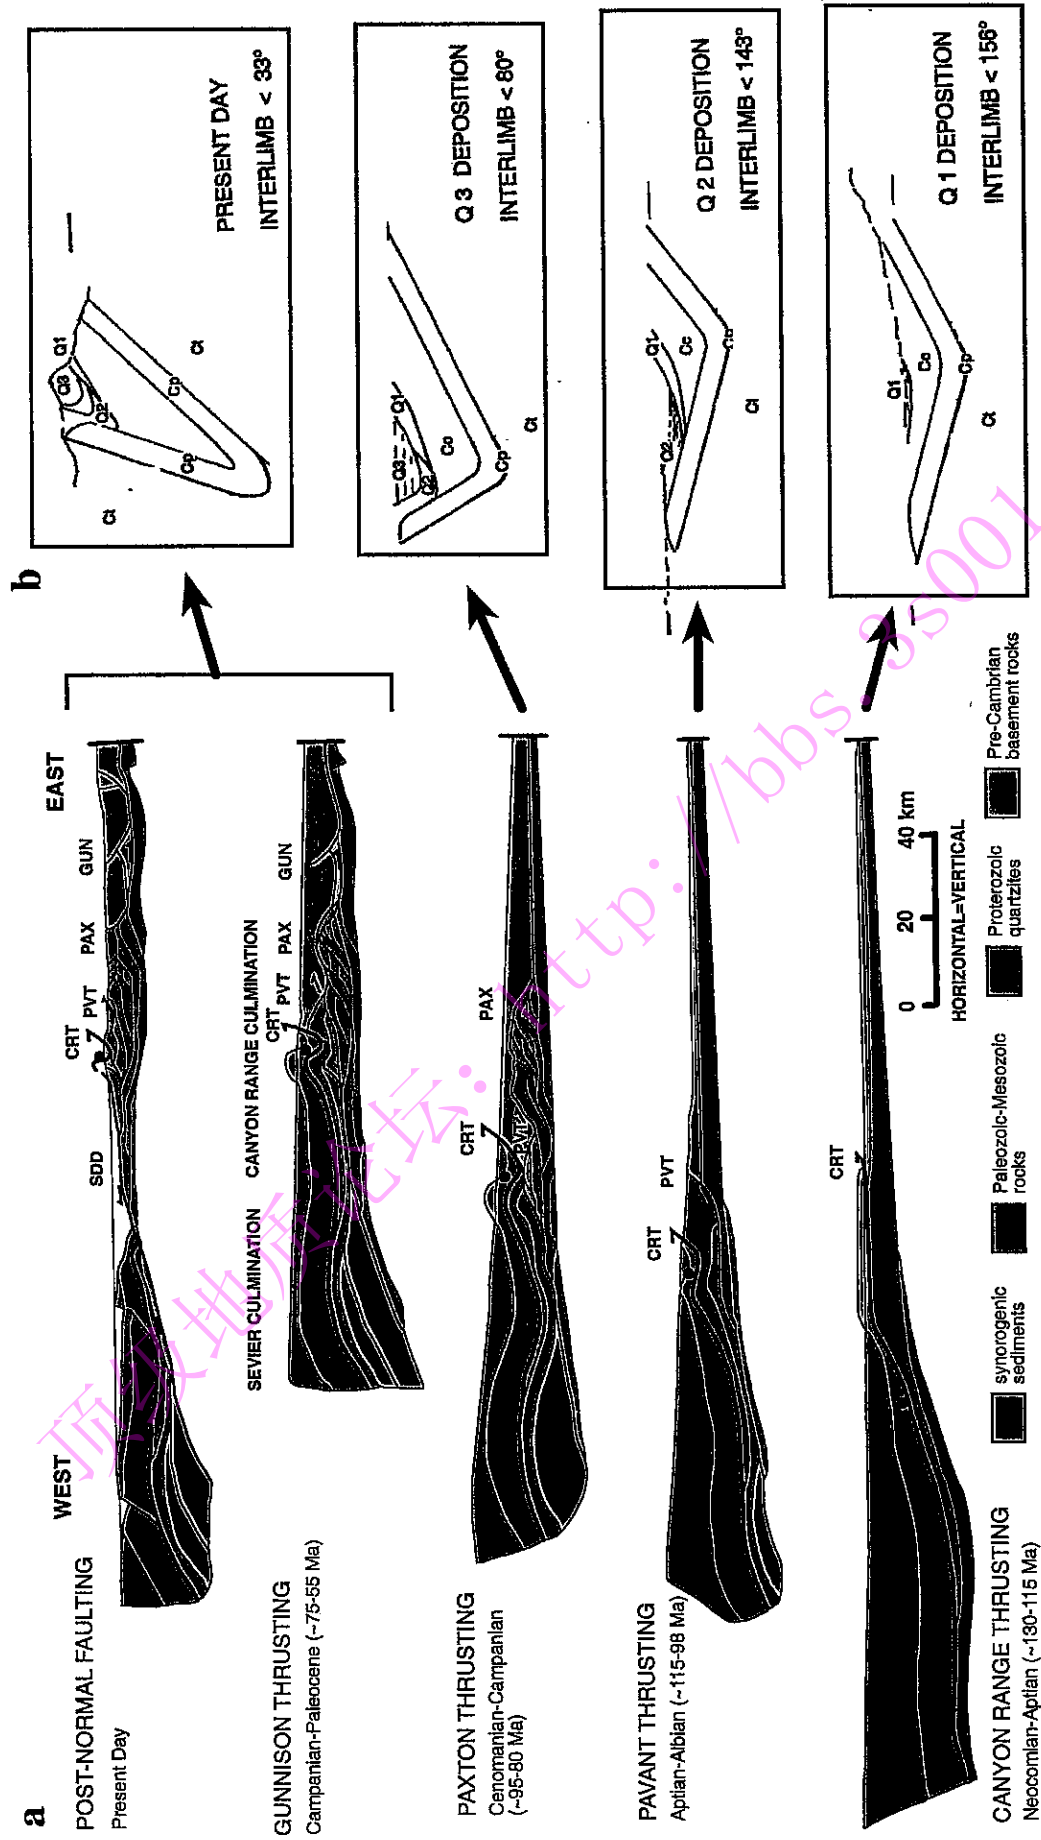 a
WEST
EAST
POST-NORMAL FAULTING
Present Day
SDD
CRT
PVT
PAX
GUN
GUNNISON THRUSTING
Campanian-Paleocene (~75-55 Ma)
SEVIER CULMINATION
CANYON RANGE CULMINATION
CRT
PVT
PAX
GUN
PAXTON THRUSTING
Cenomanian-Campanian
(~95-80 Ma)
CRT
PVT
PAX
PAVANT THRUSTING
Aptian-Albian (~115-98 Ma)
CRT
PVT
CANYON RANGE THRUSTING
Neocomian-Aptian (~130-115 Ma)
CRT
0 20 40 km
HORIZONTAL=VERTICAL
synorogenic
sediments
Paleozoic-Mesozoic
rocks
Proterozoic
quartzites
Pre-Cambrian
basement rocks
b
PRESENT DAY
INTERLIMB < 33°
Q1
Q3
Q2
Cp
Cp
Ct
Ct
Q 3 DEPOSITION
INTERLIMB < 80°
Q3
Q1
Q2
Cc
Cp
Ct
Q 2 DEPOSITION
INTERLIMB < 143°
Q1
Q2
Cc
Ct
Q 1 DEPOSITION
INTERLIMB < 156°
Q1
Cc
Cp
Ct
顶级地质论坛: http://bbs.3s001